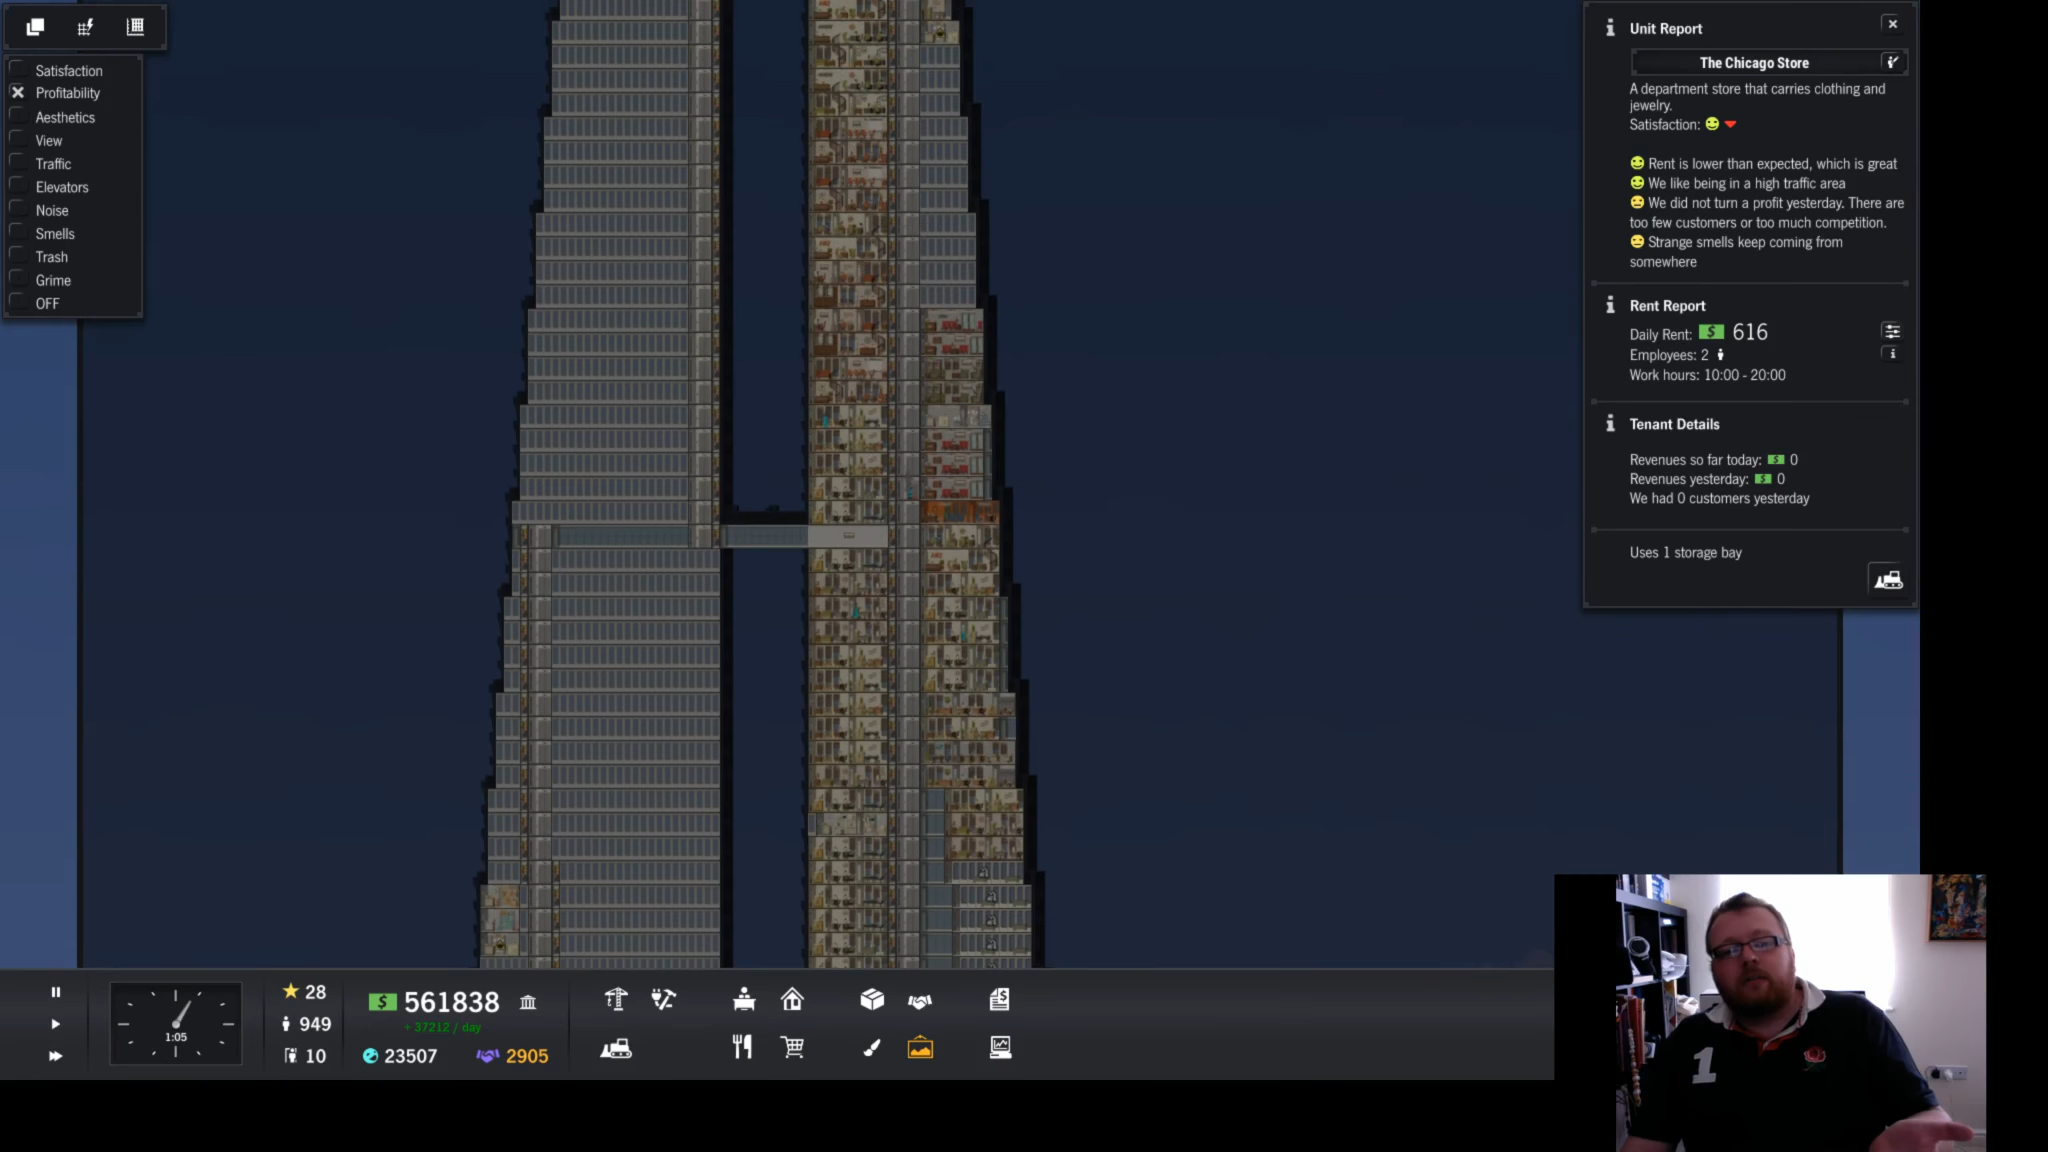 Satisfaction
Profitability
Aesthetics
View
Traffic
Elevators
Noise
Smells
Trash
Grime
OFF
Unit Report
The Chicago Store
A department store that carries clothing and
jewelry.
Satisfaction:
Rent is lower than expected, which is great
We like being in a high traffic area
We did not turn a profit yesterday. There are
too few customers or too much competition.
Strange smells keep coming from
somewhere
Rent Report
Daily Rent: $ 616
Employees: 2
Work hours: 10:00 - 20:00
Tenant Details
Revenues so far today: $ 0
Revenues yesterday: $ 0
We had 0 customers yesterday
Uses 1 storage bay
1:05
28
949
10
$ 561838
+ 37212 / day
23507
2905
1